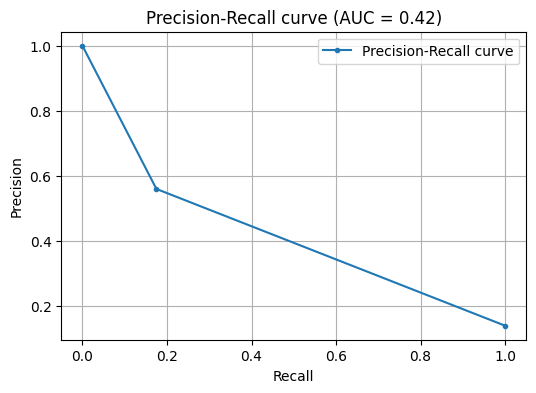 Precision-Recall curve (AUC = 0.42)
Precision-Recall curve
1.0
0.8
0.6
0.4
0.2
Precision
0.0 0.2 0.4 0.6 0.8 1.0
Recall